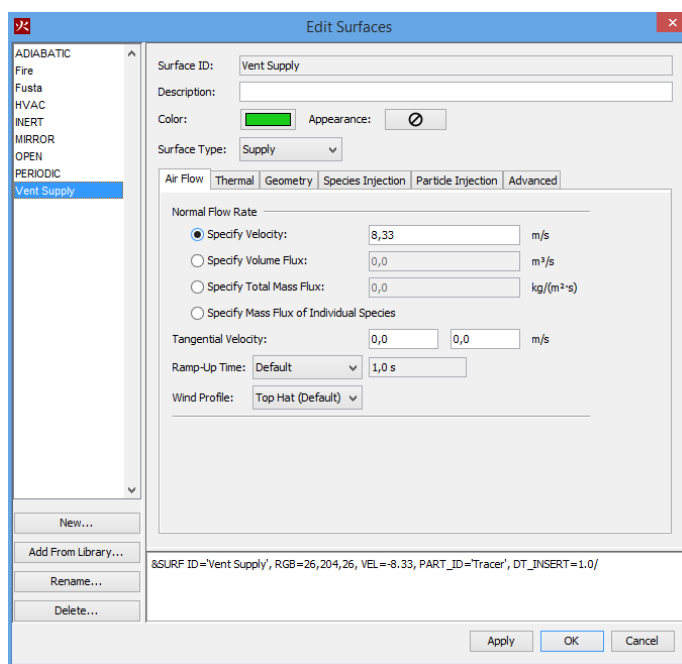 Edit Surfaces
ADIABATIC
Fire
Fusta
HVAC
INERT
MIRROR
OPEN
PERIODIC
Vent Supply
New...
Add From Library...
Rename...
Delete...
Surface ID: Vent Supply
Description:
Color: Appearance:
Surface Type: Supply
Air Flow Thermal Geometry Species Injection Particle Injection Advanced
Normal Flow Rate
Specify Velocity: 8,33 m/s
Specify Volume Flux: 0,0 m³/s
Specify Total Mass Flux: 0,0 kg/(m²·s)
Specify Mass Flux of Individual Species
Tangential Velocity: 0,0 0,0 m/s
Ramp-Up Time: Default 1,0 s
Wind Profile: Top Hat (Default)
&SURF ID='Vent Supply', RGB=26,204,26, VEL=-8.33, PART_ID='Tracer', DT_INSERT=1.0/
Apply OK Cancel